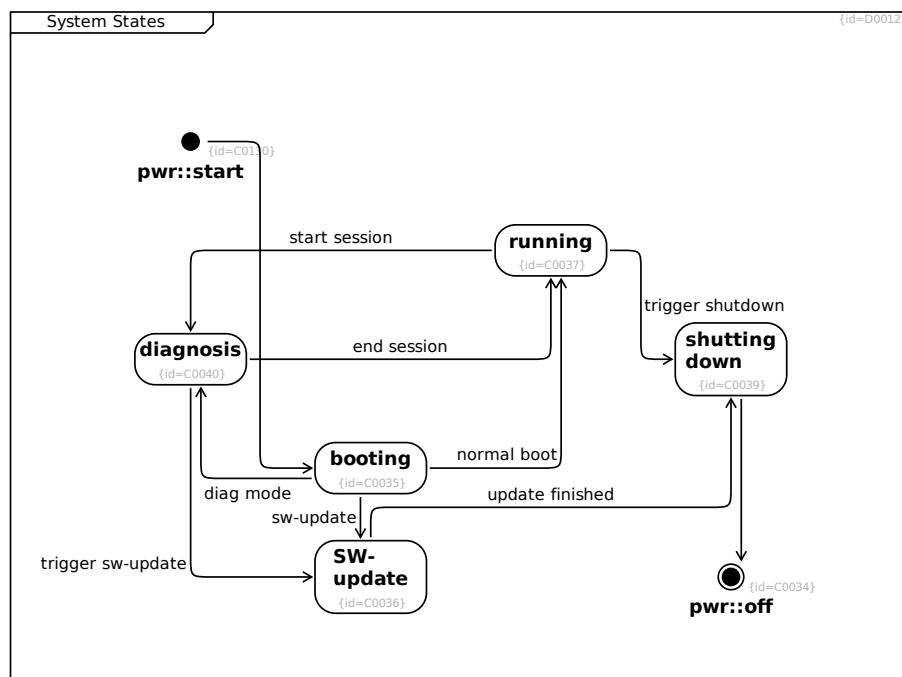 System States
{id=D0012
{id=C0130}
pwr::start
running
{id=C0037}
start session
trigger shutdown
shutting
down
{id=C0039}
diagnosis
{id=C0040}
end session
booting
{id=C0035}
normal boot
diag mode
update finished
sw-update
trigger sw-update
SW-
update
{id=C0036}
{id=C0034}
pwr::off